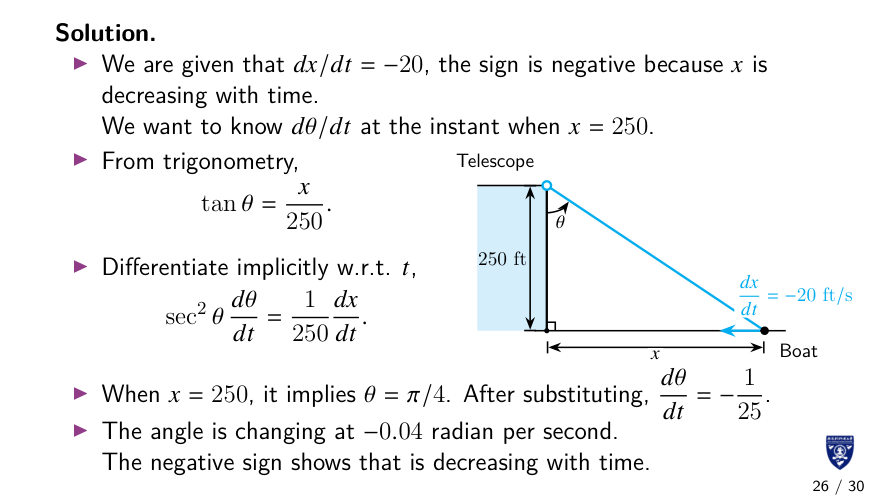 Solution.
▶ We are given that dx/dt = −20, the sign is negative because x is
decreasing with time.
We want to know dθ/dt at the instant when x = 250.
▶ From trigonometry,
tan θ = x/250.
Telescope
θ
250 ft
dx/dt = −20 ft/s
x
Boat
▶ Differentiate implicitly w.r.t. t,
sec² θ dθ/dt = 1/250 dx/dt.
▶ When x = 250, it implies θ = π/4. After substituting, dθ/dt = −1/25.
▶ The angle is changing at −0.04 radian per second.
The negative sign shows that is decreasing with time.
26 / 30